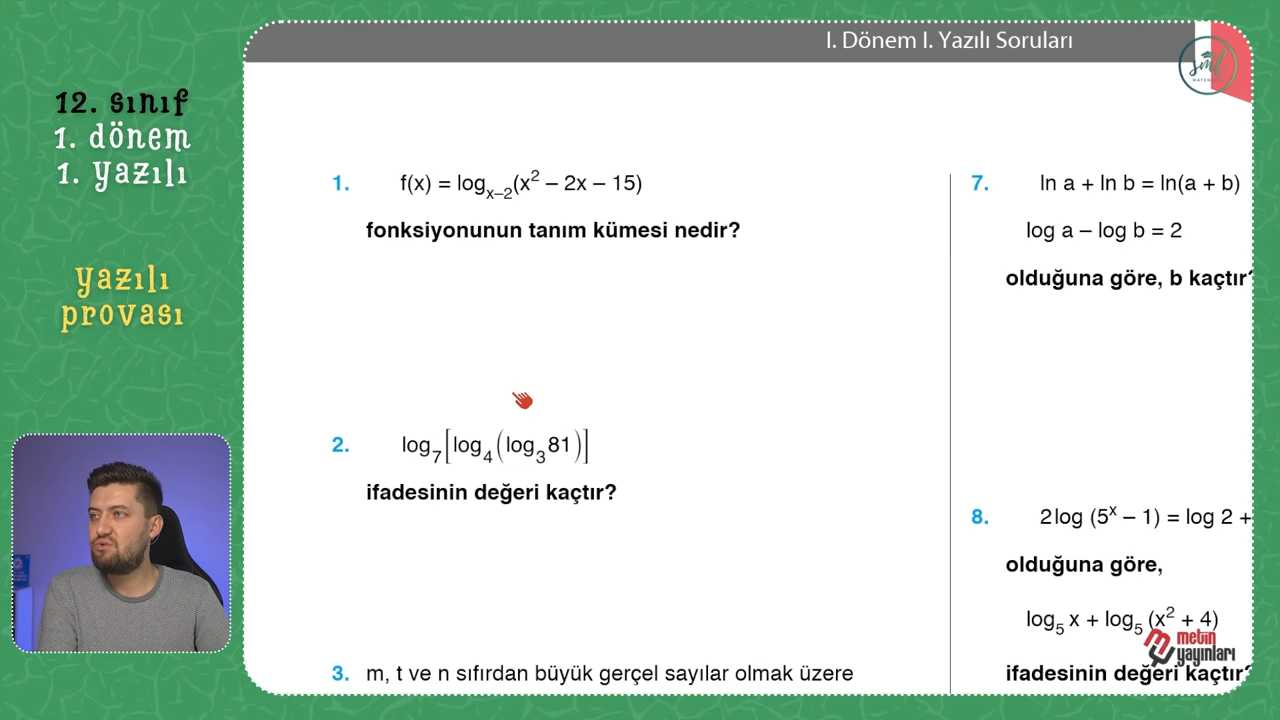 I. Dönem I. Yazılı Soruları
sml
MATEMATİK
12. sınıf
1. dönem
1. yazılı
yazılı
provası
1. f(x) = log_{x–2}(x² – 2x – 15)
fonksiyonunun tanım kümesi nedir?
2. log₇[log₄(log₃81)]
ifadesinin değeri kaçtır?
3. m, t ve n sıfırdan büyük gerçel sayılar olmak üzere
7. ln a + ln b = ln(a + b)
log a – log b = 2
olduğuna göre, b kaçtır?
8. 2log (5ˣ – 1) = log 2 +
olduğuna göre,
log₅ x + log₅ (x² + 4)
ifadesinin değeri kaçtır?
metin
yayınları